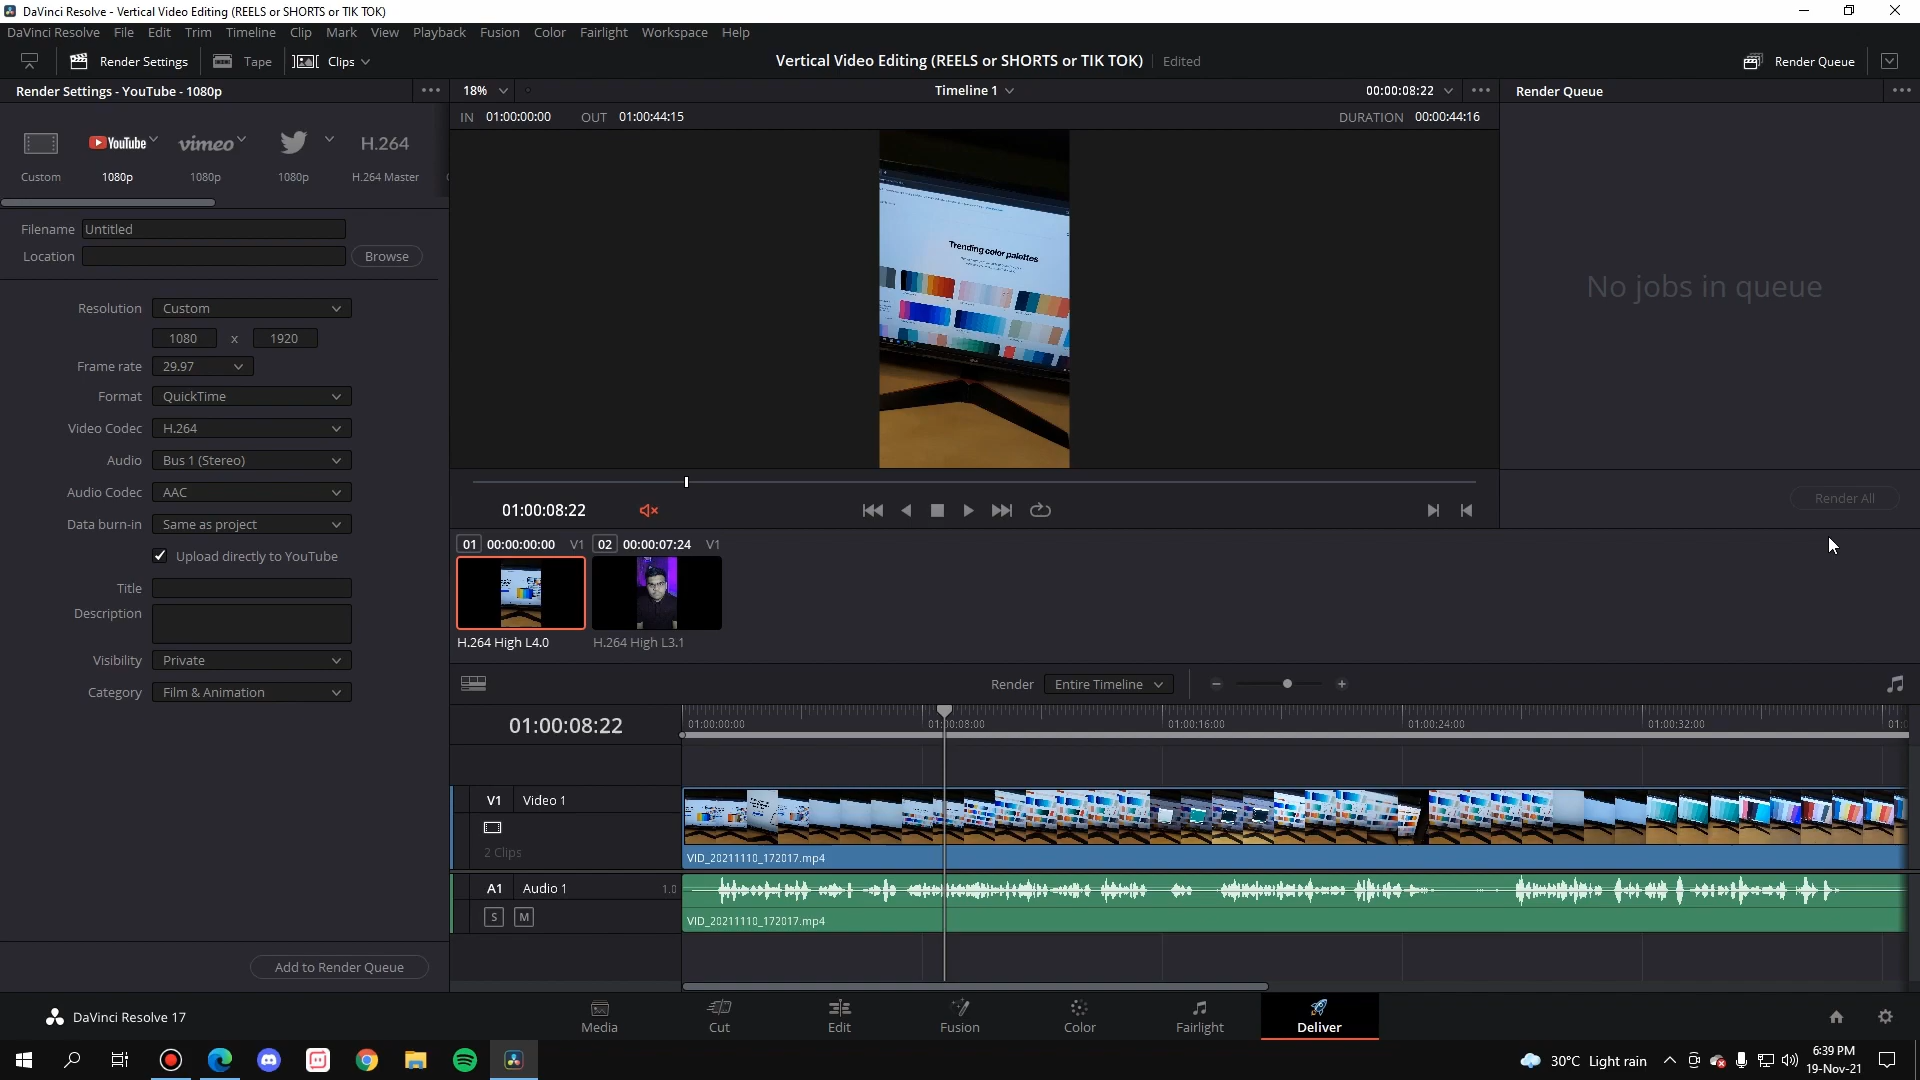 DaVinci Resolve - Vertical Video Editing (REELS or SHORTS or TIK TOK)
DaVinci Resolve File Edit Trim Timeline Clip Mark View Playback Fusion Color Fairlight Workspace Help
Render Settings Tape Clips Vertical Video Editing (REELS or SHORTS or TIK TOK) Edited Render Queue
Render Settings - YouTube - 1080p 18% Timeline 1 00:00:08:22 Render Queue
IN 01:00:00:00 OUT 01:00:44:15 DURATION 00:00:44:16
YouTube vimeo H.264
Custom 1080p 1080p 1080p H.264 Master
Trending color palettes
Filename Untitled
Location Browse
No jobs in queue
Resolution Custom
1080 x 1920
Frame rate 29.97
Format QuickTime
Video Codec H.264
Audio Bus 1 (Stereo)
Audio Codec AAC
Data burn-in Same as project
Upload directly to YouTube
Title
Description
Visibility Private
Category Film & Animation
Render All
01:00:08:22
01 00:00:00:00 V1 02 00:00:07:24 V1
H.264 High L4.0 H.264 High L3.1
Render Entire Timeline
01:00:08:22 01:00:00:00 01:00:08:00 01:00:16:00 01:00:24:00 01:00:32:00 01:0
V1 Video 1
2 Clips
VID_20211110_172017.mp4
A1 Audio 1 1.0
S M
VID_20211110_172017.mp4
Add to Render Queue
DaVinci Resolve 17 Media Cut Edit Fusion Color Fairlight Deliver
30°C Light rain 6:39 PM
19-Nov-21